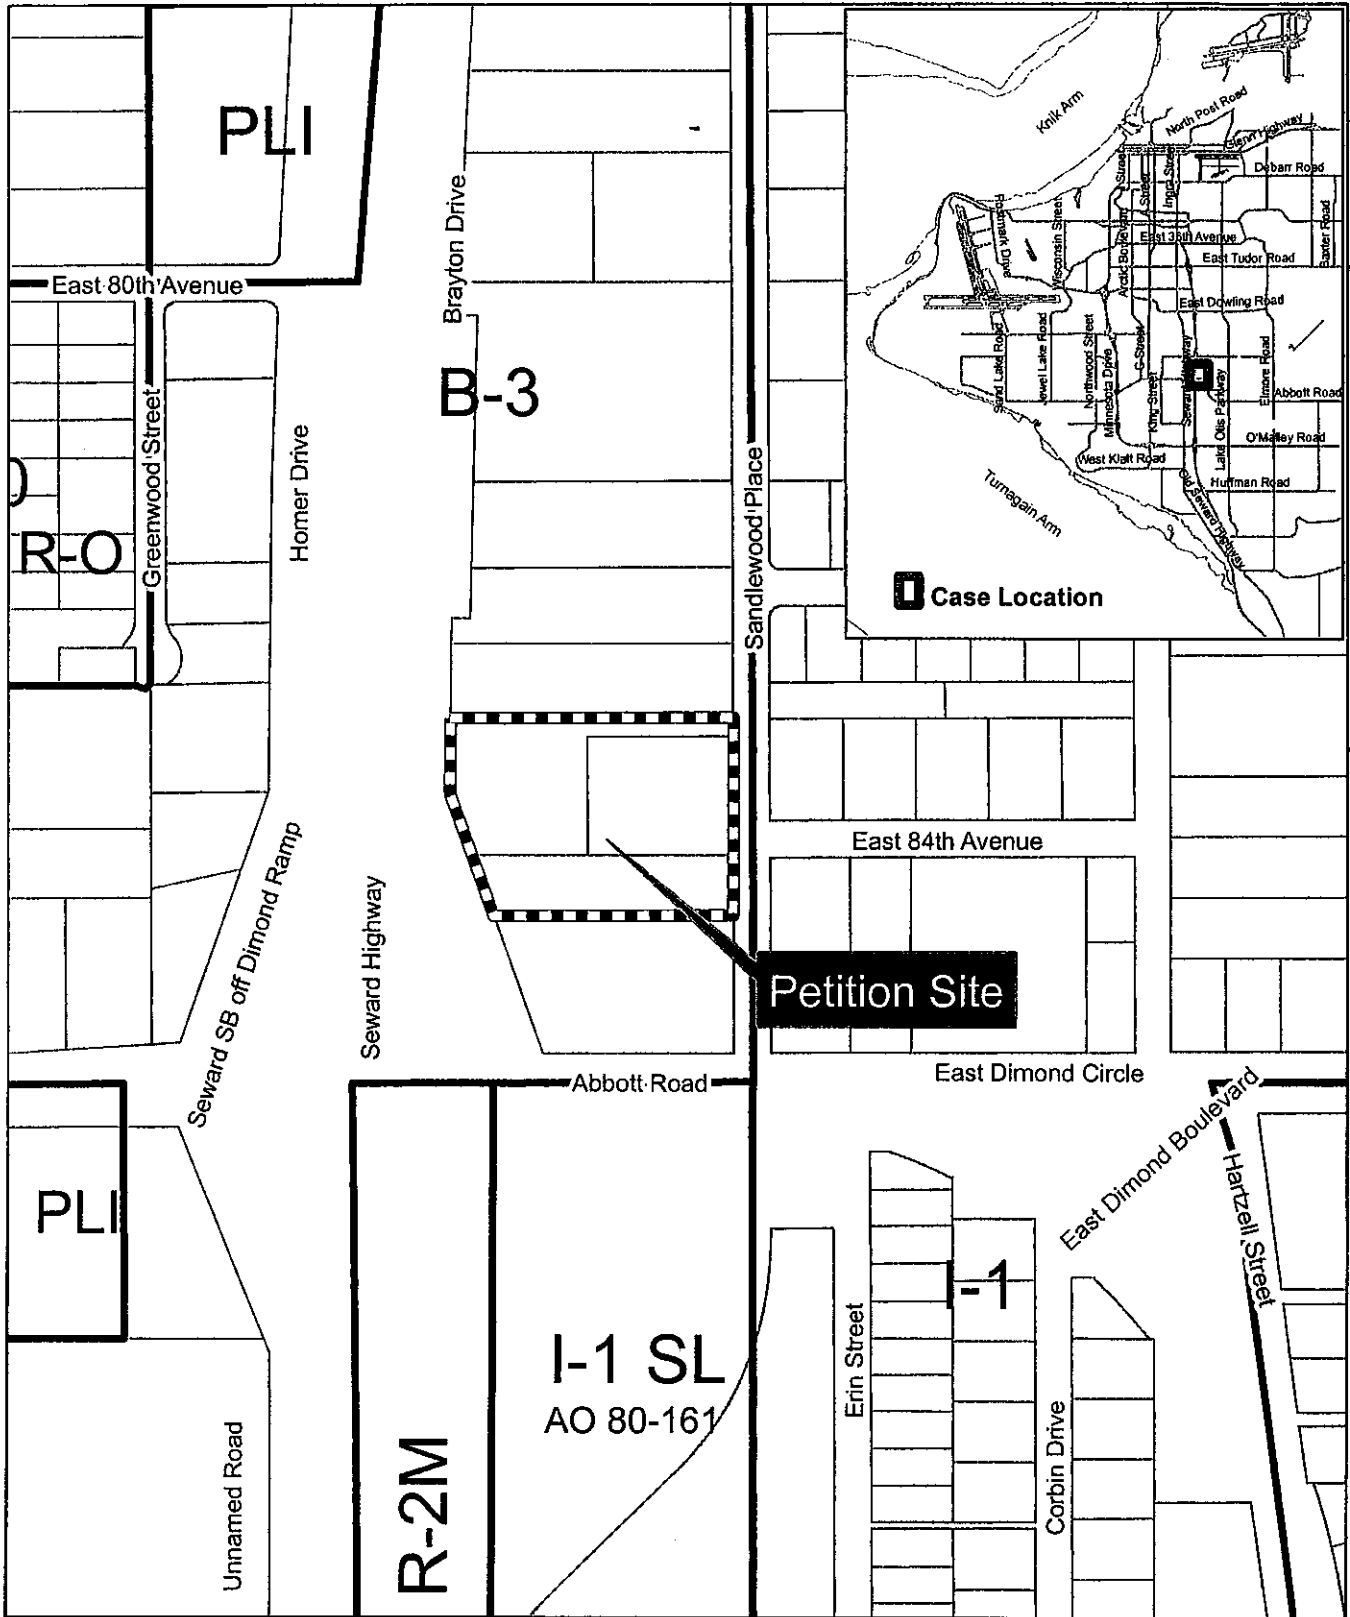 PLI
East 80th Avenue
Greenwood Street
Homer Drive
R-O
Brayton Drive
B-3
Sandlewood Place
Knik Arm
North Post Road
Glenn Highway
Debarr Road
Street
A Street
Ingra Street
Wisconsin Street
Arctic Boulevard
East 36th Avenue
East Tudor Road
Baxter Road
East Dowling Road
Sand Lake Road
Jewel Lake Road
Northwood Street
Minnesota Drive
C Street
King Street
Seward Highway
Lake Otis Parkway
Elmore Road
Abbott Road
O'Malley Road
West Klatt Road
Huffman Road
Old Seward Highway
Turnagain Arm
Case Location
East 84th Avenue
Petition Site
Seward SB off Dimond Ramp
Seward Highway
Abbott Road
East Dimond Circle
East Dimond Boulevard
Hartzell Street
PLI
I-1
I-1 SL
AO 80-161
R-2M
Unnamed Road
Erin Street
Corbin Drive